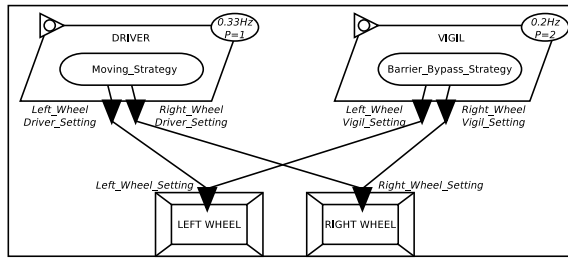 0.33Hz
P=1
DRIVER
Moving_Strategy
0.2Hz
P=2
VIGIL
Barrier_Bypass_Strategy
Left_Wheel
Driver_Setting
Right_Wheel
Driver_Setting
Left_Wheel
Vigil_Setting
Right_Wheel
Vigil_Setting
Left_Wheel_Setting
Right_Wheel_Setting
LEFT WHEEL
RIGHT WHEEL